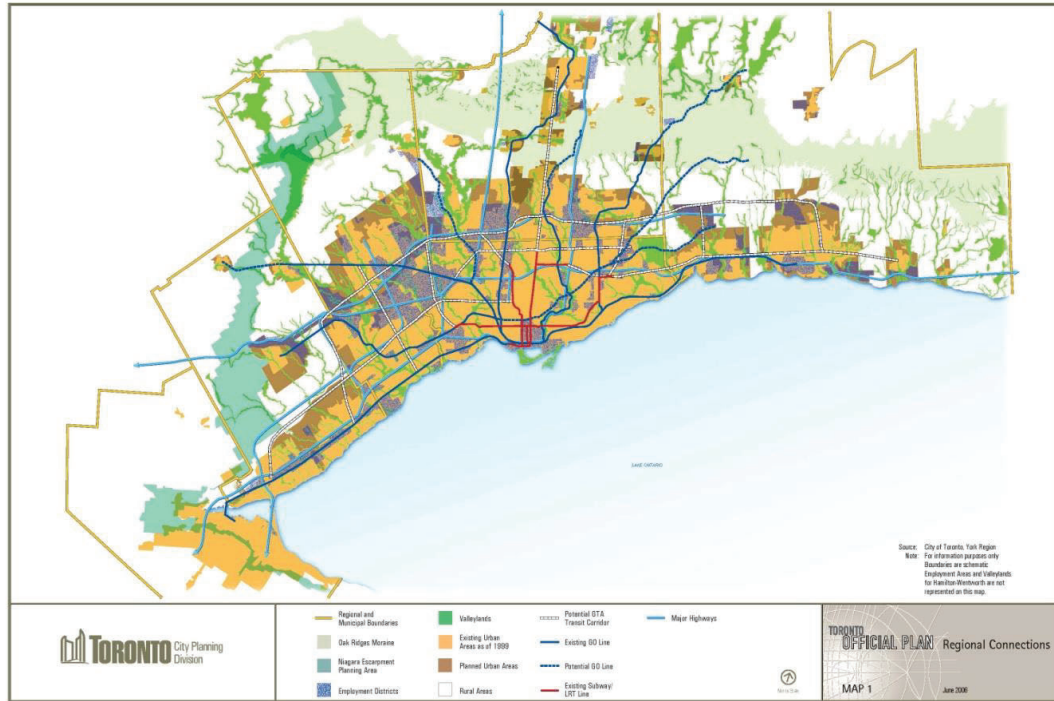 LAKE ONTARIO
Source: City of Toronto, York Region
Note: For information purposes only
Boundaries are schematic
Employment Areas and Valleylands
for Hamilton-Wentworth are not
represented on this map.
TORONTO City Planning
Division
Regional and
Municipal Boundaries
Oak Ridges Moraine
Niagara Escarpment
Planning Area
Employment Districts
Valleylands
Existing Urban
Areas as of 1999
Planned Urban Areas
Rural Areas
Potential GTA
Transit Corridor
Existing GO Line
Potential GO Line
Existing Subway/
LRT Line
Major Highways
Not to Scale
TORONTO
OFFICIAL PLAN
Regional Connections
MAP 1
June 2006